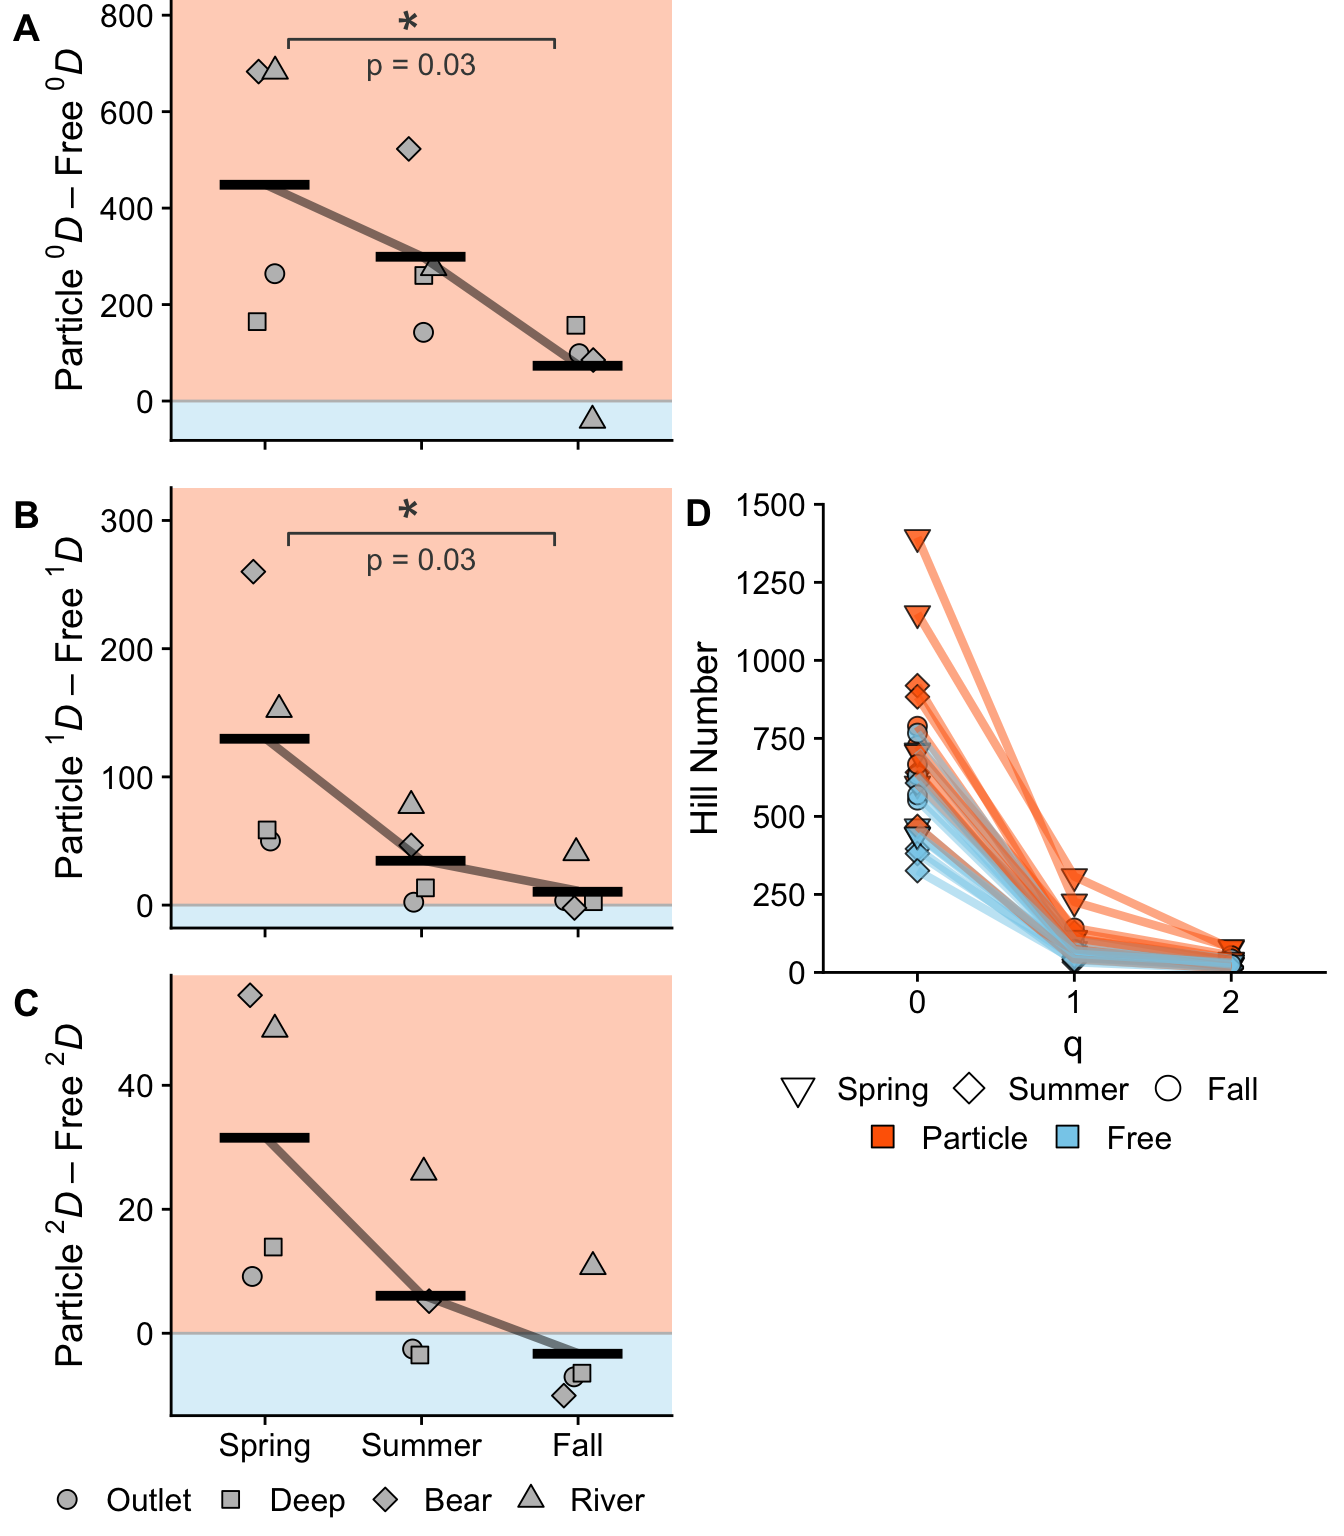 A
Particle ⁰D – Free ⁰D
800
600
400
200
0
*
p = 0.03
B
Particle ¹D – Free ¹D
300
200
100
0
*
p = 0.03
C
Particle ²D – Free ²D
40
20
0
Spring Summer Fall
Outlet Deep Bear River
D
Hill Number
1500
1250
1000
750
500
250
0
0 1 2
q
Spring Summer Fall
Particle Free